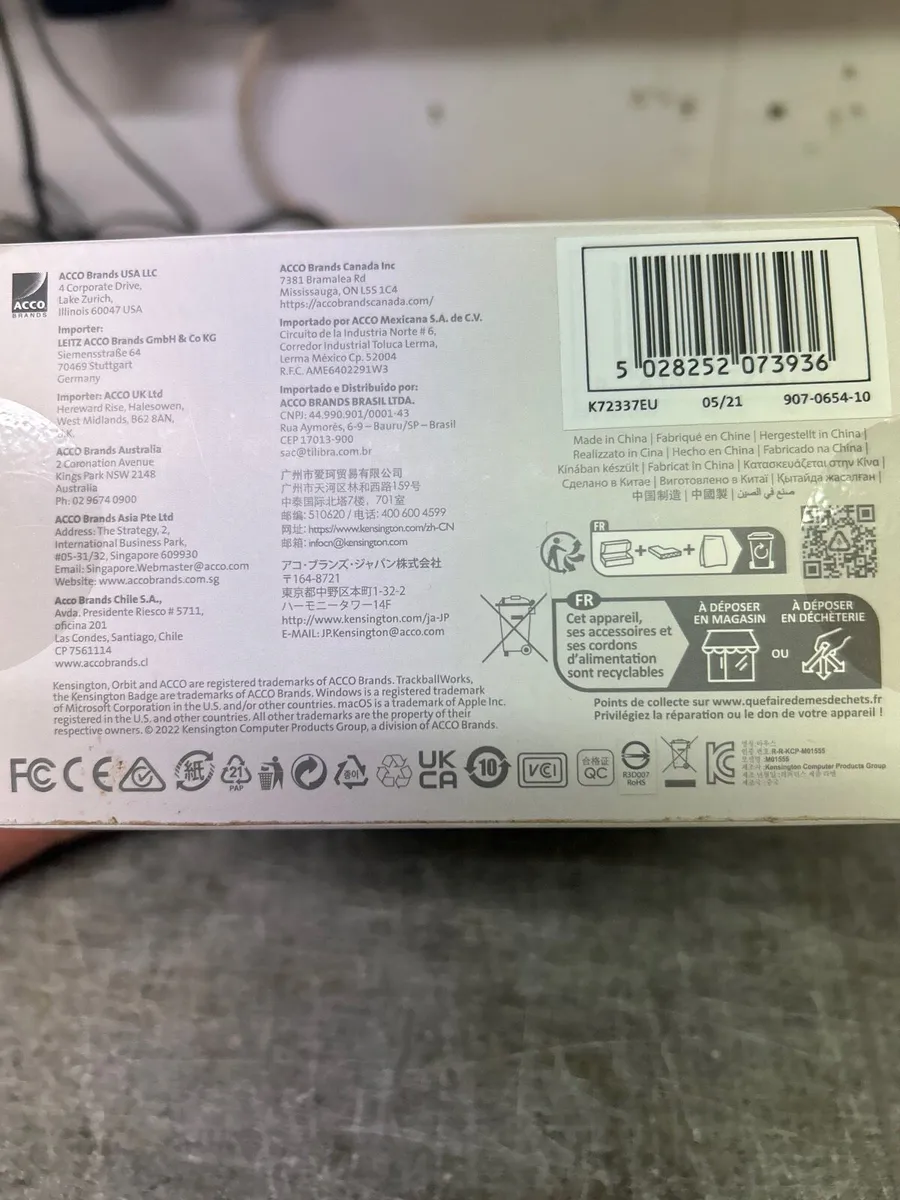 ACCO
BRANDS
ACCO Brands USA LLC
4 Corporate Drive,
Lake Zurich,
Illinois 60047 USA
Importer:
LEITZ ACCO Brands GmbH & Co KG
Siemensstraße 64
70469 Stuttgart
Germany
Importer: ACCO UK Ltd
Hereward Rise, Halesowen,
West Midlands, B62 8AN,
U.K.
ACCO Brands Australia
2 Coronation Avenue
Kings Park NSW 2148
Australia
Ph: 02 9674 0900
ACCO Brands Asia Pte Ltd
Address: The Strategy, 2,
International Business Park,
#05-31/32, Singapore 609930
Email: Singapore.Webmaster@acco.com
Website: www.accobrands.com.sg
Acco Brands Chile S.A.,
Avda. Presidente Riesco # 5711,
oficina 201
Las Condes, Santiago, Chile
CP 7561114
www.accobrands.cl
ACCO Brands Canada Inc
7381 Bramalea Rd
Mississauga, ON L5S 1C4
https://accobrandscanada.com/
Importado por ACCO Mexicana S.A. de C.V.
Circuito de la Industria Norte # 6,
Corredor Industrial Toluca Lerma,
Lerma México Cp. 52004
R.F.C. AME6402291W3
Importado e Distribuido por:
ACCO BRANDS BRASIL LTDA.
CNPJ: 44.990.901/0001-43
Rua Aymorés, 6-9 – Bauru/SP – Brasil
CEP 17013-900
sac@tilibra.com.br
广州市爱珂贸易有限公司
广州市天河区林和西路159号
中泰国际北塔7楼，701室
邮编: 510620 / 电话: 400 600 4599
网址: https://www.kensington.com/zh-CN
邮箱: infocn@kensington.com
アコ・ブランズ・ジャパン株式会社
〒164-8721
東京都中野区本町1-32-2
ハーモニータワー14F
http://www.kensington.com/ja-JP
E-MAIL: JP.Kensington@acco.com
5 028252 073936
K72337EU 05/21 907-0654-10
Made in China | Fabriqué en Chine | Hergestellt in China |
Realizzato in Cina | Hecho en China | Fabricado na China |
Kínában készült | Fabricat în China | Κατασκευάζεται στην Κίνα |
Сделано в Китае | Виготовлено в Китаї | Қытайда жасалған |
中国制造 | 中國製 | صنع في الصين
FR
FR
Cet appareil,
ses accessoires et
ses cordons
d'alimentation
sont recyclables
À DÉPOSER
EN MAGASIN
OU
À DÉPOSER
EN DÉCHÈTERIE
Points de collecte sur www.quefairedemesdechets.fr
Privilégiez la réparation ou le don de votre appareil !
Kensington, Orbit and ACCO are registered trademarks of ACCO Brands. TrackballWorks,
the Kensington Badge are trademarks of ACCO Brands. Windows is a registered trademark
of Microsoft Corporation in the U.S. and/or other countries. macOS is a trademark of Apple Inc.
registered in the U.S. and other countries. All other trademarks are the property of their
respective owners. © 2022 Kensington Computer Products Group, a division of ACCO Brands.
FC CE 紙 21 PAP 종이 UK CA 10 VCI 合格证 QC R3D007 RoHS
R-R-KCP-M01555
M01555
Kensington Computer Products Group